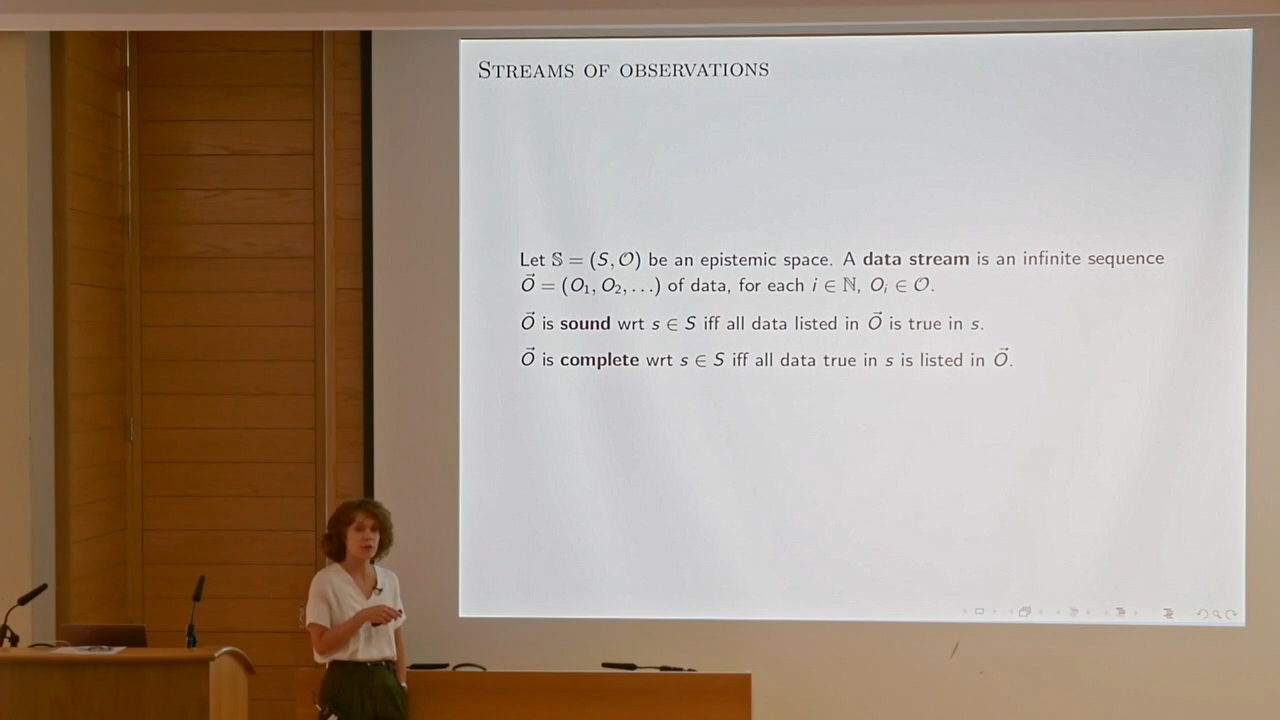 STREAMS OF OBSERVATIONS
Let 𝕊 = (S, 𝒪) be an epistemic space. A data stream is an infinite sequence
O⃗ = (O₁, O₂, …) of data, for each i ∈ ℕ, Oᵢ ∈ 𝒪.
O⃗ is sound wrt s ∈ S iff all data listed in O⃗ is true in s.
O⃗ is complete wrt s ∈ S iff all data true in s is listed in O⃗.